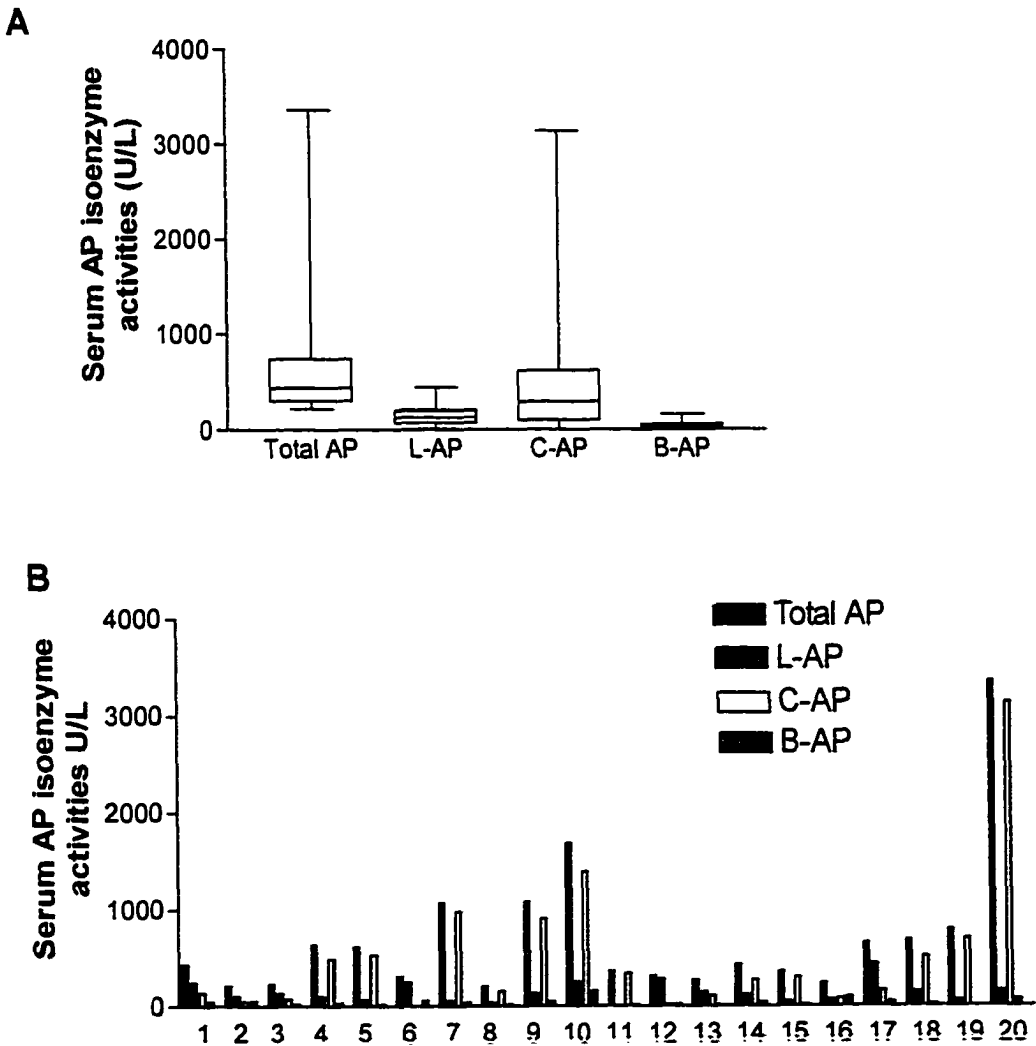 A
Serum AP isoenzyme
activities (U/L)
4000
3000
2000
1000
0
Total AP
L-AP
C-AP
B-AP
B
Serum AP isoenzyme
activities U/L
4000
3000
2000
1000
0
Total AP
L-AP
C-AP
B-AP
1 2 3 4 5 6 7 8 9 10 11 12 13 14 15 16 17 18 19 20